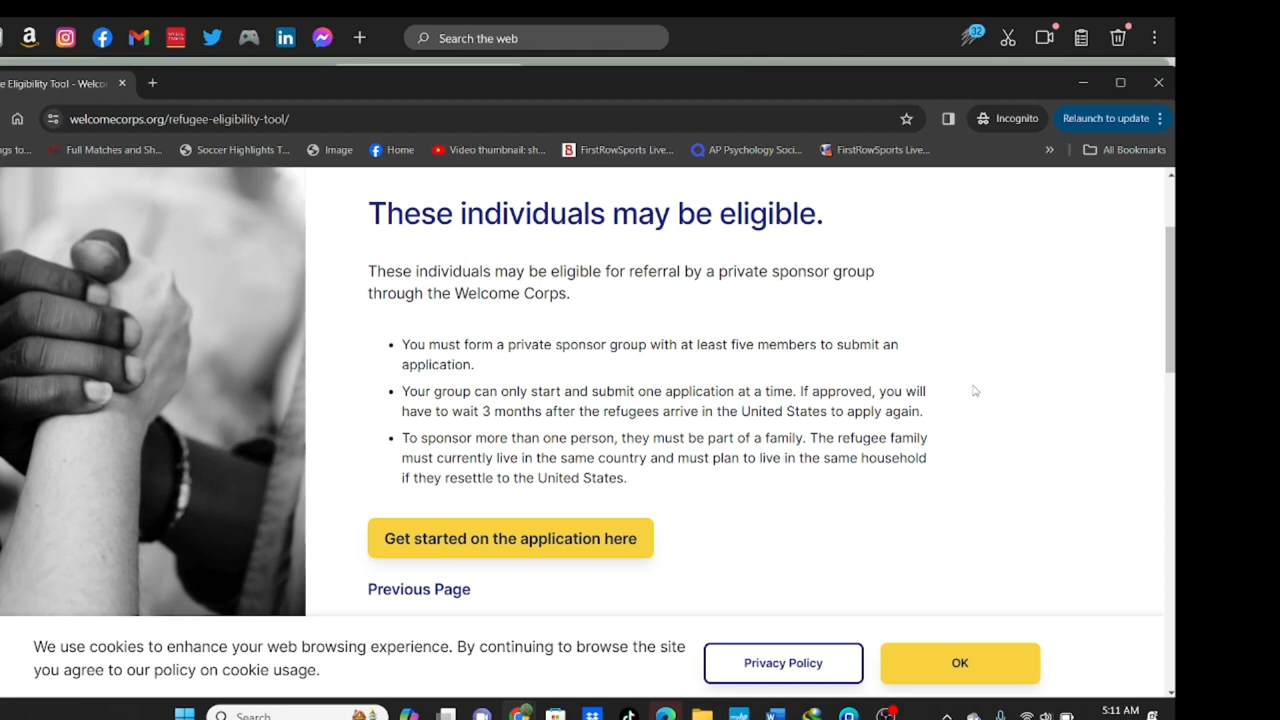 Search the web
32
e Eligibility Tool - Welco
welcomecorps.org/refugee-eligibility-tool/
Incognito
Relaunch to update
ngs to...
Full Matches and Sh...
Soccer Highlights T...
Image
Home
Video thumbnail: sh...
FirstRowSports Live...
AP Psychology Soci...
FirstRowSports Live...
All Bookmarks
These individuals may be eligible.
These individuals may be eligible for referral by a private sponsor group
through the Welcome Corps.
• You must form a private sponsor group with at least five members to submit an
application.
• Your group can only start and submit one application at a time. If approved, you will
have to wait 3 months after the refugees arrive in the United States to apply again.
• To sponsor more than one person, they must be part of a family. The refugee family
must currently live in the same country and must plan to live in the same household
if they resettle to the United States.
Get started on the application here
Previous Page
We use cookies to enhance your web browsing experience. By continuing to browse the site
you agree to our policy on cookie usage.
Privacy Policy
OK
Search
5:11 AM